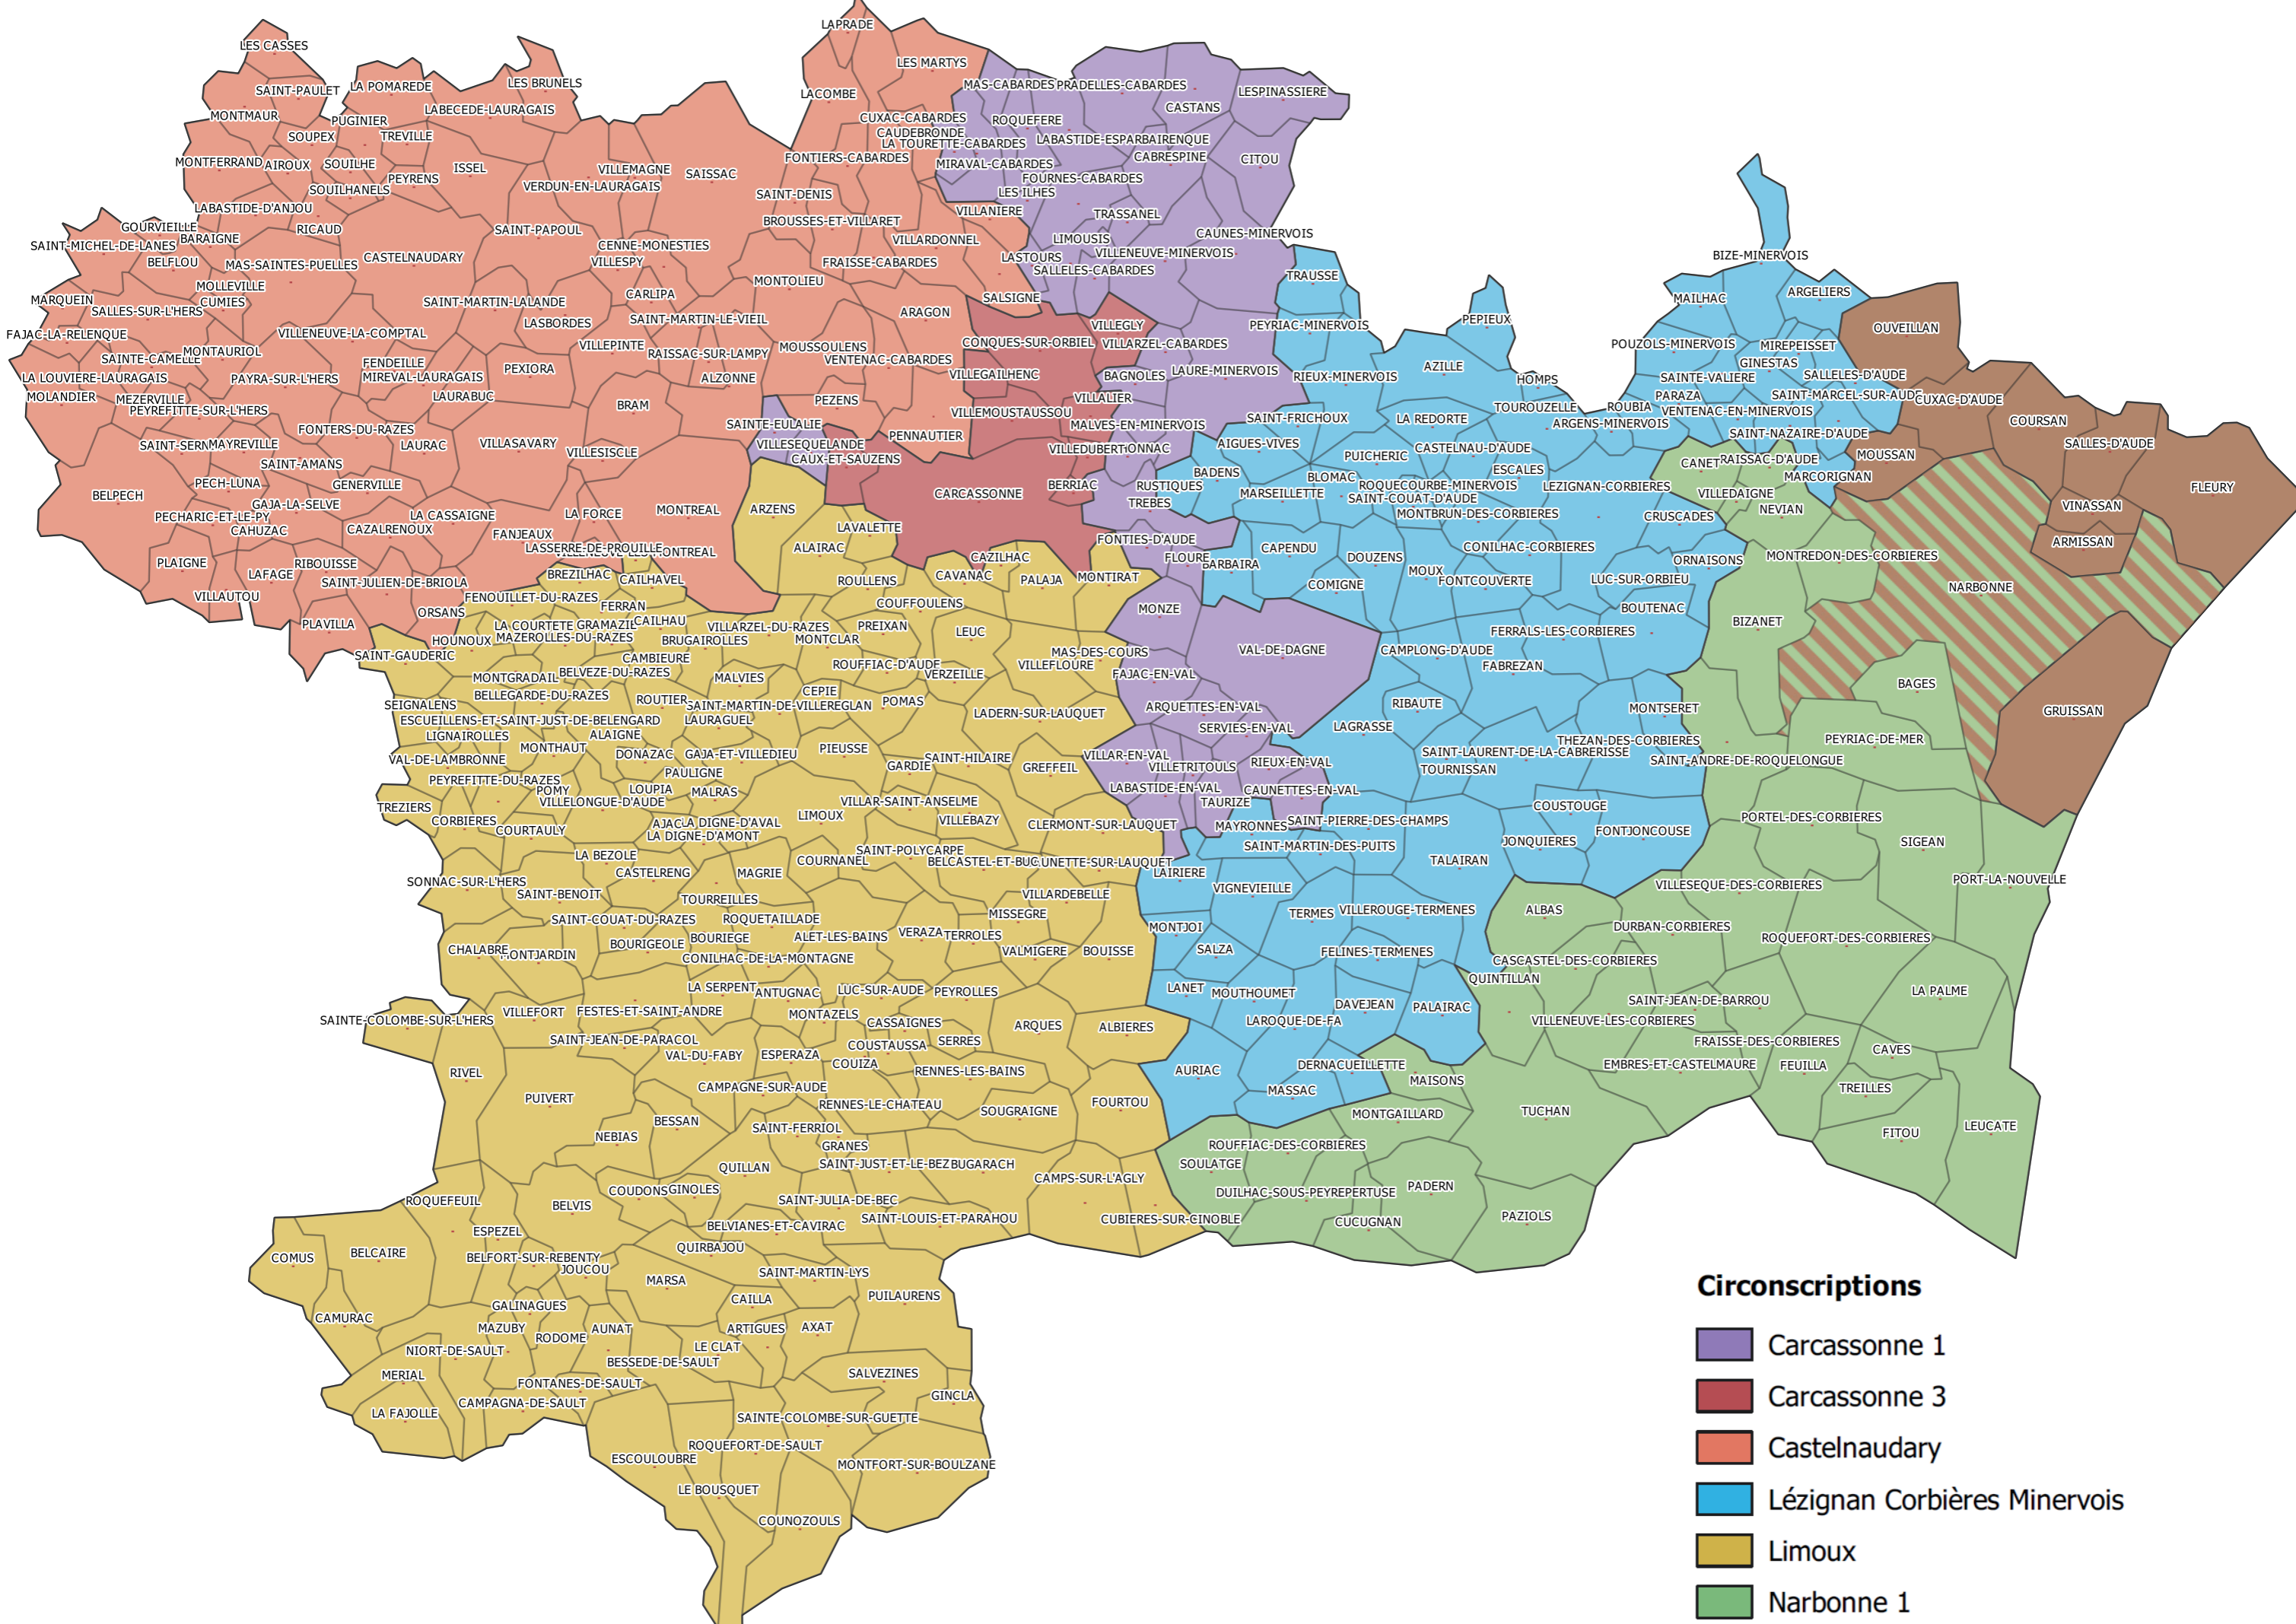 LAPRADE
LES CASSES
LES MARTYS
SAINT-PAULET
LA POMAREDE
LES BRUNELS
MAS-CABARDES
PRADELLES-CABARDES
LESPINASSIERE
LACOMBE
CASTANS
MONTMAUR
LABECEDE-LAURAGAIS
PUGINIER
CUXAC-CABARDES
ROQUEFERE
SOUPEX
TREVILLE
CAUDEBRONDE
LA TOURETTE-CABARDES
LABASTIDE-ESPARBAIRENQUE
MONTFERRAND
AIROUX
SOUILHE
ISSEL
VILLEMAGNE
SAISSAC
FONTIERS-CABARDES
MIRAVAL-CABARDES
CABRESPINE
CITOU
PEYRENS
VERDUN-EN-LAURAGAIS
FOURNES-CABARDES
SOUILHANELS
SAINT-DENIS
LES ILHES
LABASTIDE-D'ANJOU
VILLANIERE
TRASSANEL
GOURVIEILLE
RICAUD
SAINT-PAPOUL
BROUSSES-ET-VILLARET
SAINT-MICHEL-DE-LANES
BARAIGNE
CENNE-MONESTIES
VILLARDONNEL
LIMOUSIS
CAUNES-MINERVOIS
BELFLOU
MAS-SAINTES-PUELLES
CASTELNAUDARY
VILLESPY
FRAISSE-CABARDES
LASTOURS
VILLENEUVE-MINERVOIS
BIZE-MINERVOIS
SALLELES-CABARDES
TRAUSSE
MOLLEVILLE
MONTOLIEU
MARQUEIN
CUMIES
SAINT-MARTIN-LALANDE
CARLIPA
SALSIGNE
MAILHAC
ARGELIERS
SALLES-SUR-L'HERS
ARAGON
FAJAC-LA-RELENQUE
VILLENEUVE-LA-COMPTAL
LASBORDES
SAINT-MARTIN-LE-VIEIL
VILLEGLY
PEYRIAC-MINERVOIS
PEPIEUX
OUVEILLAN
SAINTE-CAMELLE
MONTAURIOL
VILLEPINTE
RAISSAC-SUR-LAMPY
MOUSSOULENS
CONQUES-SUR-ORBIEL
VILLARZEL-CABARDES
POUZOLS-MINERVOIS
MIREPEISSET
FENDEILLE
PEXIORA
VENTENAC-CABARDES
GINESTAS
LA LOUVIERE-LAURAGAIS
PAYRA-SUR-L'HERS
MIREVAL-LAURAGAIS
ALZONNE
VILLEGAILHENC
BAGNOLES
LAURE-MINERVOIS
RIEUX-MINERVOIS
AZILLE
HOMPS
SAINTE-VALIERE
SALLELES-D'AUDE
MOLANDIER
MEZERVILLE
LAURABUC
BRAM
PEZENS
VILLALIER
PARAZA
SAINT-MARCEL-SUR-AUDE
CUXAC-D'AUDE
PEYREFITTE-SUR-L'HERS
VILLEMOUSTAUSSOU
TOUROUZELLE
ROUBIA
VENTENAC-EN-MINERVOIS
FONTERS-DU-RAZES
SAINTE-EULALIE
MALVES-EN-MINERVOIS
SAINT-FRICHOUX
LA REDORTE
ARGENS-MINERVOIS
COURSAN
MAYREVILLE
LAURAC
VILLASAVARY
VILLESEQUELANDE
PENNAUTIER
AIGUES-VIVES
CASTELNAU-D'AUDE
SAINT-NAZAIRE-D'AUDE
SALLES-D'AUDE
VILLESISCLE
CAUX-ET-SAUZENS
PUICHERIC
CANET
RAISSAC-D'AUDE
MOUSSAN
SAINT-AMANS
BADENS
BLOMAC
ESCALES
MARCORIGNAN
PECH-LUNA
GENERVILLE
BERRIAC
RUSTIQUES
ROQUECOURBE-MINERVOIS
LEZIGNAN-CORBIERES
FLEURY
BELPECH
CARCASSONNE
MARSEILLETTE
SAINT-COUAT-D'AUDE
VILLEDAIGNE
GAJA-LA-SELVE
LA CASSAIGNE
LA FORCE
MONTREAL
ARZENS
TREBES
NEVIAN
VINASSAN
PECHARIC-ET-LE-PY
MONTBRUN-DES-CORBIERES
CRUSCADES
CAHUZAC
CAZALRENOUX
FANJEAUX
LAVALETTE
FONTIES-D'AUDE
ARMISSAN
LASSERRE-DE-PROUILLE
ALAIRAC
CAPENDU
CONILHAC-CORBIERES
PLAIGNE
RIBOUISSE
CAZILHAC
FLOURE
BARBAIRA
DOUZENS
ORNAISONS
MONTREDON-DES-CORBIERES
LAFAGE
SAINT-JULIEN-DE-BRIOLA
BREZILHAC
CAILHAVEL
ROULLENS
CAVANAC
PALAJA
MONTIRAT
COMIGNE
MOUX
FONTCOUVERTE
LUC-SUR-ORBIEU
NARBONNE
VILLAUTOU
FENOUILLET-DU-RAZES
FERRAN
COUFFOULENS
MONZE
BOUTENAC
ORSANS
PLAVILLA
LA COURTETE
GRAMAZIE
CAILHAU
VILLARZEL-DU-RAZES
PREIXAN
LEUC
FERRALS-LES-CORBIERES
BIZANET
HOUNOUX
MAZEROLLES-DU-RAZES
BRUGAIROLLES
MONTCLAR
SAINT-GAUDERIC
CAMBIEURE
ROUFFIAC-D'AUDE
MAS-DES-COURS
VAL-DE-DAGNE
CAMPLONG-D'AUDE
MONTGRADAIL
BELVEZE-DU-RAZES
MALVIES
VERZEILLE
VILLEFLOURE
FAJAC-EN-VAL
FABREZAN
BAGES
BELLEGARDE-DU-RAZES
ROUTIER
CEPIE
SEIGNALENS
SAINT-MARTIN-DE-VILLEREGLAN
POMAS
LADERN-SUR-LAUQUET
ARQUETTES-EN-VAL
RIBAUTE
MONTSERET
GRUISSAN
ESCUEILLENS-ET-SAINT-JUST-DE-BELENGARD
LAURAGUEL
SERVIES-EN-VAL
LAGRASSE
LIGNAIROLLES
ALAIGNE
MONTHAUT
PIEUSSE
THEZAN-DES-CORBIERES
PEYRIAC-DE-MER
VAL-DE-LAMBRONNE
DONAZAC
GAJA-ET-VILLEDIEU
GARDIE
SAINT-HILAIRE
VILLAR-EN-VAL
RIEUX-EN-VAL
SAINT-LAURENT-DE-LA-CABRERISSE
SAINT-ANDRE-DE-ROQUELONGUE
PEYREFITTE-DU-RAZES
PAULIGNE
GREFFEIL
VILLETRITOULS
TOURNISSAN
POMY
LOUPIA
MALRAS
LABASTIDE-EN-VAL
CAUNETTES-EN-VAL
TREZIERS
VILLELONGUE-D'AUDE
VILLAR-SAINT-ANSELME
TAURIZE
COUSTOUGE
CORBIERES
COURTAULY
LA DIGNE-D'AVAL
LA DIGNE-D'AMONT
LIMOUX
VILLEBAZY
CLERMONT-SUR-LAUQUET
MAYRONNES
SAINT-PIERRE-DES-CHAMPS
FONTJONCOUSE
PORTEL-DES-CORBIERES
LA BEZOLE
SAINT-POLYCARPE
SAINT-MARTIN-DES-PUITS
JONQUIERES
SIGEAN
CASTELRENG
MAGRIE
COURNANEL
LAIRIERE
TALAIRAN
SONNAC-SUR-L'HERS
SAINT-BENOIT
VILLARDEBELLE
VIGNEVIEILLE
VILLESEQUE-DES-CORBIERES
PORT-LA-NOUVELLE
TOURREILLES
MISSEGRE
TERMES
VILLEROUGE-TERMENES
ALBAS
SAINT-COUAT-DU-RAZES
ROQUETAILLADE
MONTJOI
DURBAN-CORBIERES
CHALABRE
BOURIGEOLE
BOURIEGE
ALET-LES-BAINS
VERAZA
TERROLES
VALMIGERE
BOUISSE
SALZA
FELINES-TERMENES
ROQUEFORT-DES-CORBIERES
CONILHAC-DE-LA-MONTAGNE
CASCASTEL-DES-CORBIERES
QUINTILLAN
LA SERPENT
ANTUGNAC
LUC-SUR-AUDE
PEYROLLES
LANET
MOUTHOUMET
DAVEJEAN
PALAIRAC
SAINT-JEAN-DE-BARROU
LA PALME
SAINTE-COLOMBE-SUR-L'HERS
VILLEFORT
FESTES-ET-SAINT-ANDRE
MONTAZELS
CASSAIGNES
ARQUES
ALBIERES
LAROQUE-DE-FA
VILLENEUVE-LES-CORBIERES
SAINT-JEAN-DE-PARACOL
VAL-DU-FABY
ESPERAZA
COUSTAUSSA
SERRES
FRAISSE-DES-CORBIERES
CAVES
RIVEL
COUIZA
RENNES-LES-BAINS
AURIAC
DERNACUEILLETTE
EMBRES-ET-CASTELMAURE
FEUILLA
PUIVERT
CAMPAGNE-SUR-AUDE
RENNES-LE-CHATEAU
SOUGRAIGNE
FOURTOU
MASSAC
MAISONS
TREILLES
BESSAN
MONTGAILLARD
TUCHAN
NEBIAS
SAINT-FERRIOL
GRANES
ROUFFIAC-DES-CORBIERES
FITOU
LEUCATE
QUILLAN
BUGARACH
SOULATGE
CAMPS-SUR-L'AGLY
ROQUEFEUIL
BELVIS
COUDONS
GINOLES
SAINT-JULIA-DE-BEC
DUILHAC-SOUS-PEYREPERTUSE
PADERN
ESPEZEL
BELVIANES-ET-CAVIRAC
SAINT-LOUIS-ET-PARAHOU
CUBIERES-SUR-CINOBLE
CUCUGNAN
PAZIOLS
COMUS
BELCAIRE
BELFORT-SUR-REBENTY
QUIRBAJOU
JOUCOU
MARSA
SAINT-MARTIN-LYS
Circonscriptions
GALINAGUES
CAILLA
PUILAURENS
CAMURAC
MAZUBY
RODOME
AUNAT
ARTIGUES
AXAT
Carcassonne 1
NIORT-DE-SAULT
LE CLAT
BESSEDE-DE-SAULT
MERIAL
FONTANES-DE-SAULT
SALVEZINES
Carcassonne 3
LA FAJOLLE
CAMPAGNA-DE-SAULT
GINCLA
SAINTE-COLOMBE-SUR-GUETTE
Castelnaudary
ROQUEFORT-DE-SAULT
ESCOULOUBRE
MONTFORT-SUR-BOULZANE
LE BOUSQUET
Lézignan Corbières Minervois
COUNOZOULS
Limoux
Narbonne 1